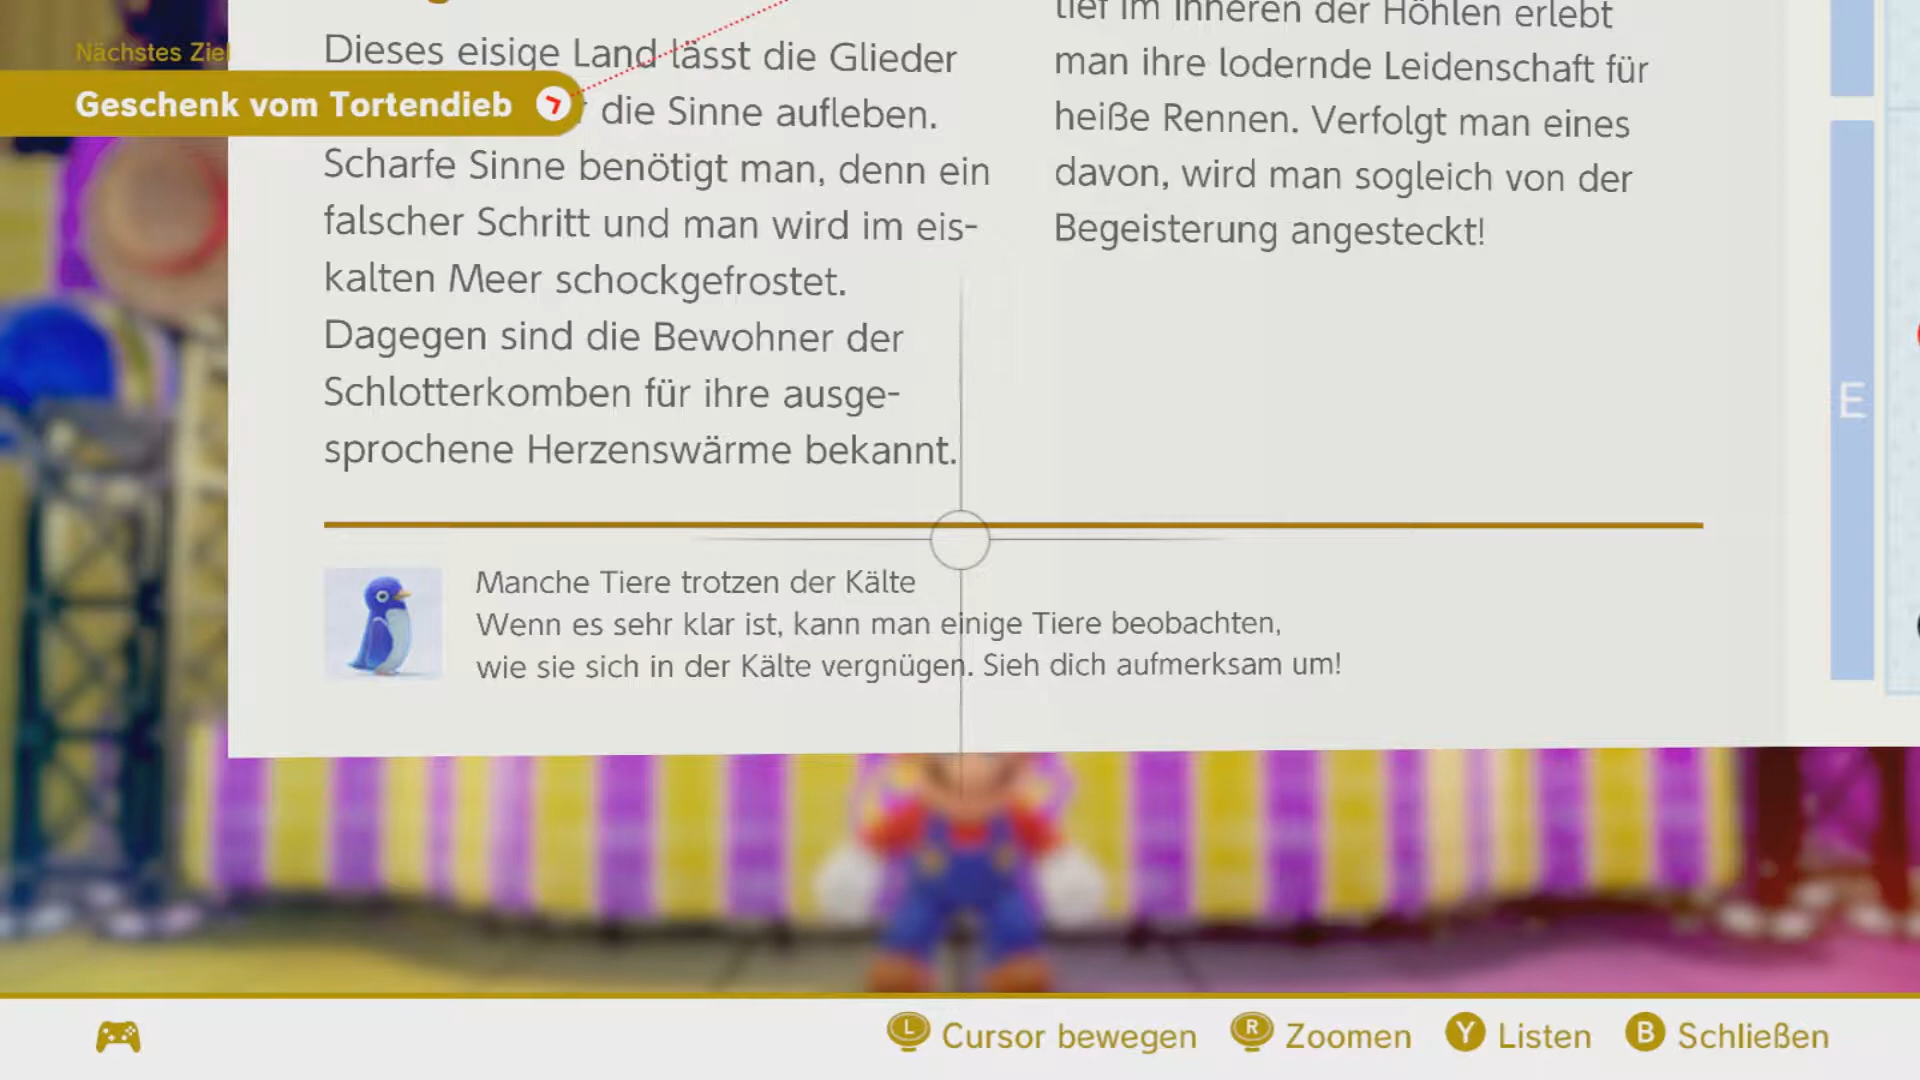 Nächstes Ziel
Geschenk vom Tortendieb
Dieses eisige Land lässt die Glieder
die Sinne aufleben.
Scharfe Sinne benötigt man, denn ein
falscher Schritt und man wird im eis-
kalten Meer schockgefrostet.
Dagegen sind die Bewohner der
Schlotterkomben für ihre ausge-
sprochene Herzenswärme bekannt.
tief im Inneren der Höhlen erlebt
man ihre lodernde Leidenschaft für
heiße Rennen. Verfolgt man eines
davon, wird man sogleich von der
Begeisterung angesteckt!
E
Manche Tiere trotzen der Kälte
Wenn es sehr klar ist, kann man einige Tiere beobachten,
wie sie sich in der Kälte vergnügen. Sieh dich aufmerksam um!
L Cursor bewegen R Zoomen Y Listen B Schließen